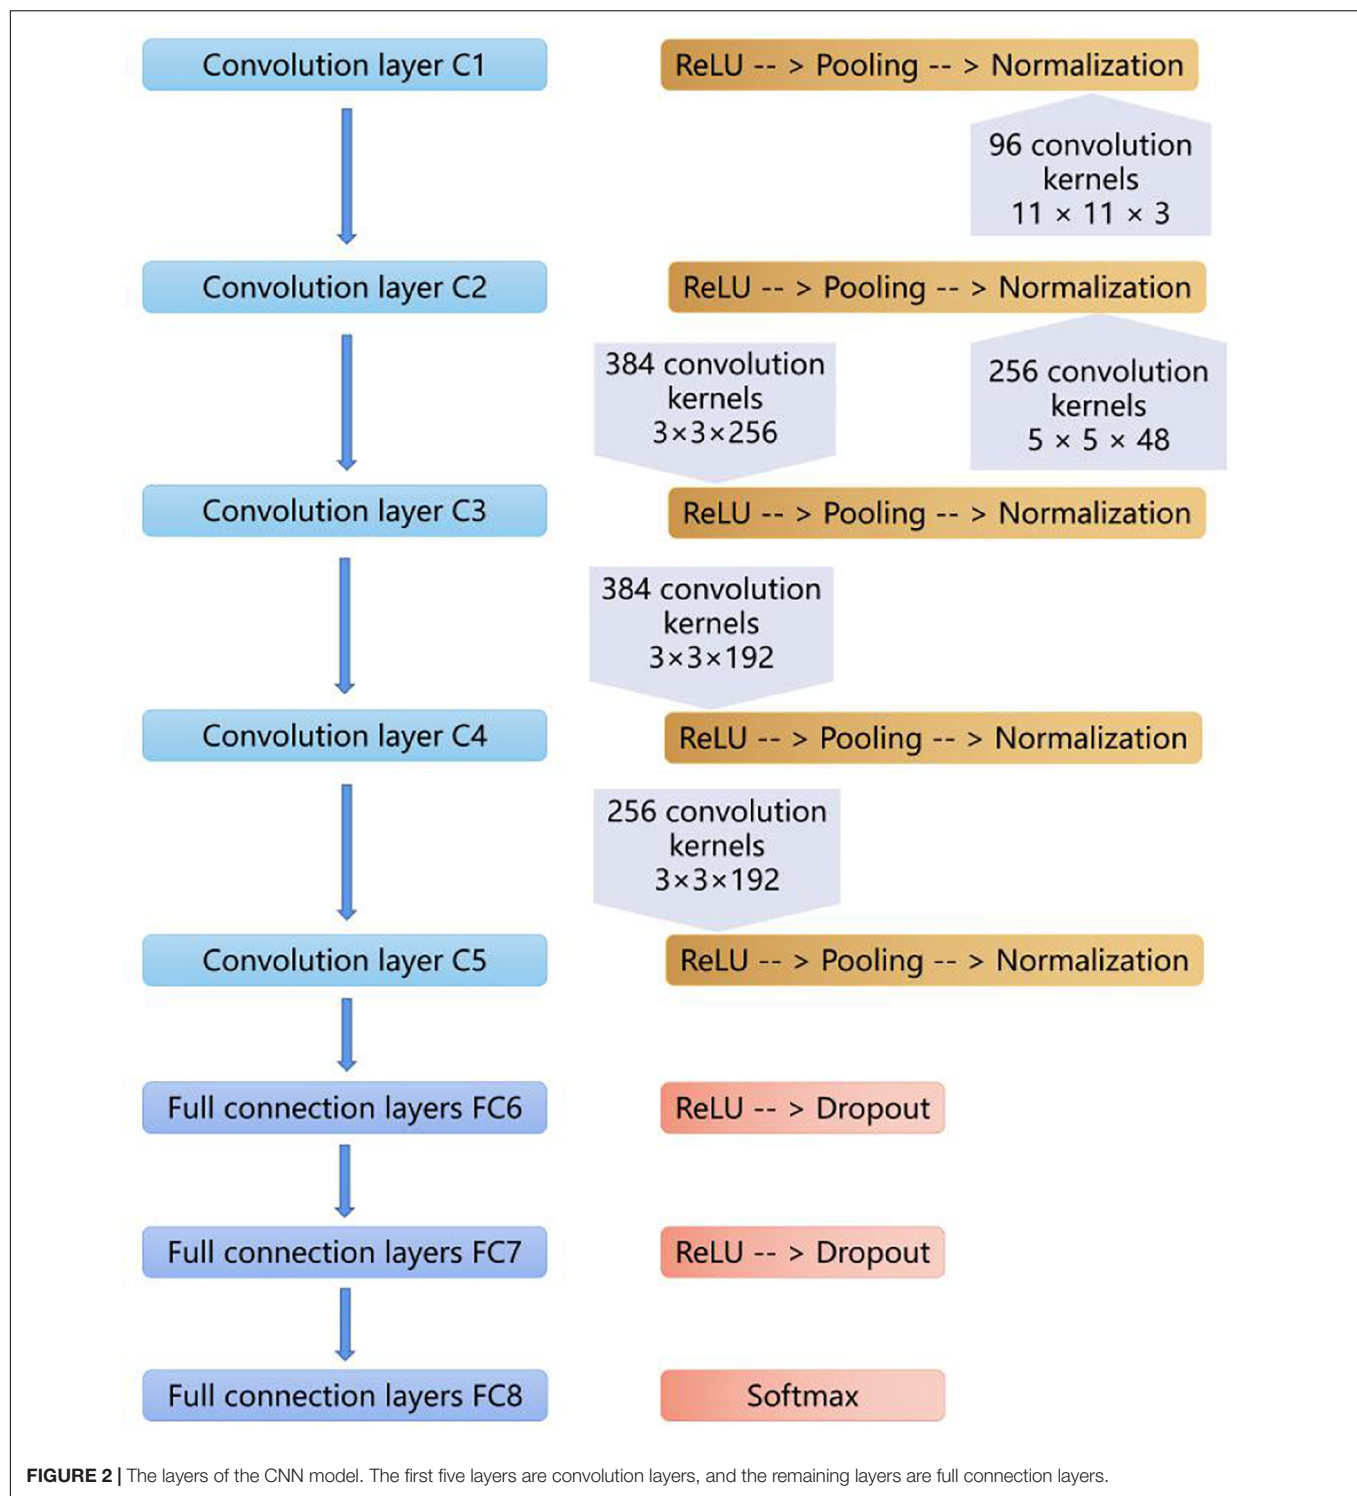 Convolution layer C1
ReLU -- > Pooling -- > Normalization
96 convolution
kernels
11 × 11 × 3
Convolution layer C2
ReLU -- > Pooling -- > Normalization
384 convolution
kernels
3×3×256
256 convolution
kernels
5 × 5 × 48
Convolution layer C3
ReLU -- > Pooling -- > Normalization
384 convolution
kernels
3×3×192
Convolution layer C4
ReLU -- > Pooling -- > Normalization
256 convolution
kernels
3×3×192
Convolution layer C5
ReLU -- > Pooling -- > Normalization
Full connection layers FC6
ReLU -- > Dropout
Full connection layers FC7
ReLU -- > Dropout
Full connection layers FC8
Softmax
FIGURE 2 | The layers of the CNN model. The first five layers are convolution layers, and the remaining layers are full connection layers.